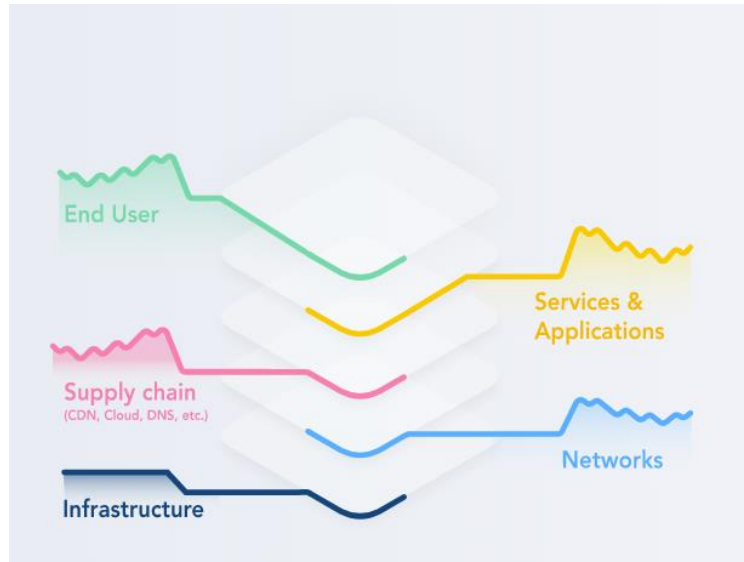 End User
Services &
Applications
Supply chain
(CDN, Cloud, DNS, etc.)
Networks
Infrastructure